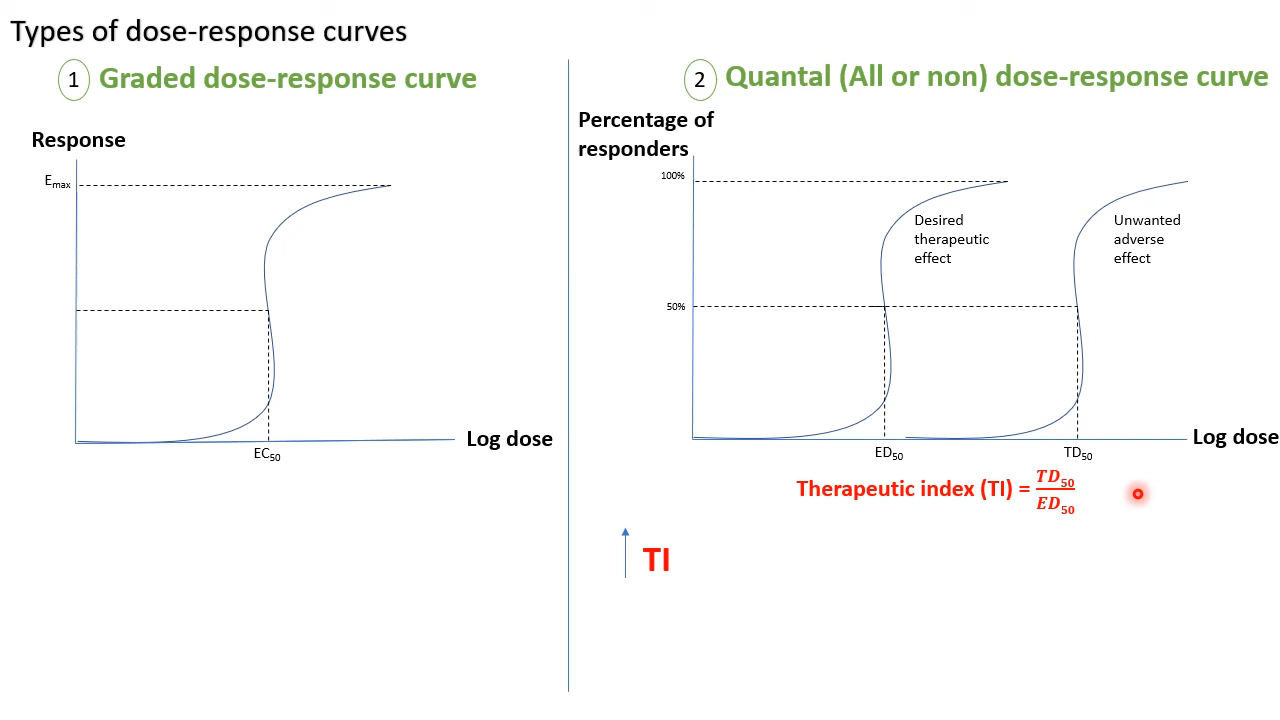 Types of dose-response curves
1 Graded dose-response curve
Response
Emax
EC50
Log dose
2 Quantal (All or non) dose-response curve
Percentage of
responders
100%
Desired
therapeutic
effect
Unwanted
adverse
effect
50%
ED50
TD50
Log dose
Therapeutic index (TI) = TD50
ED50
TI